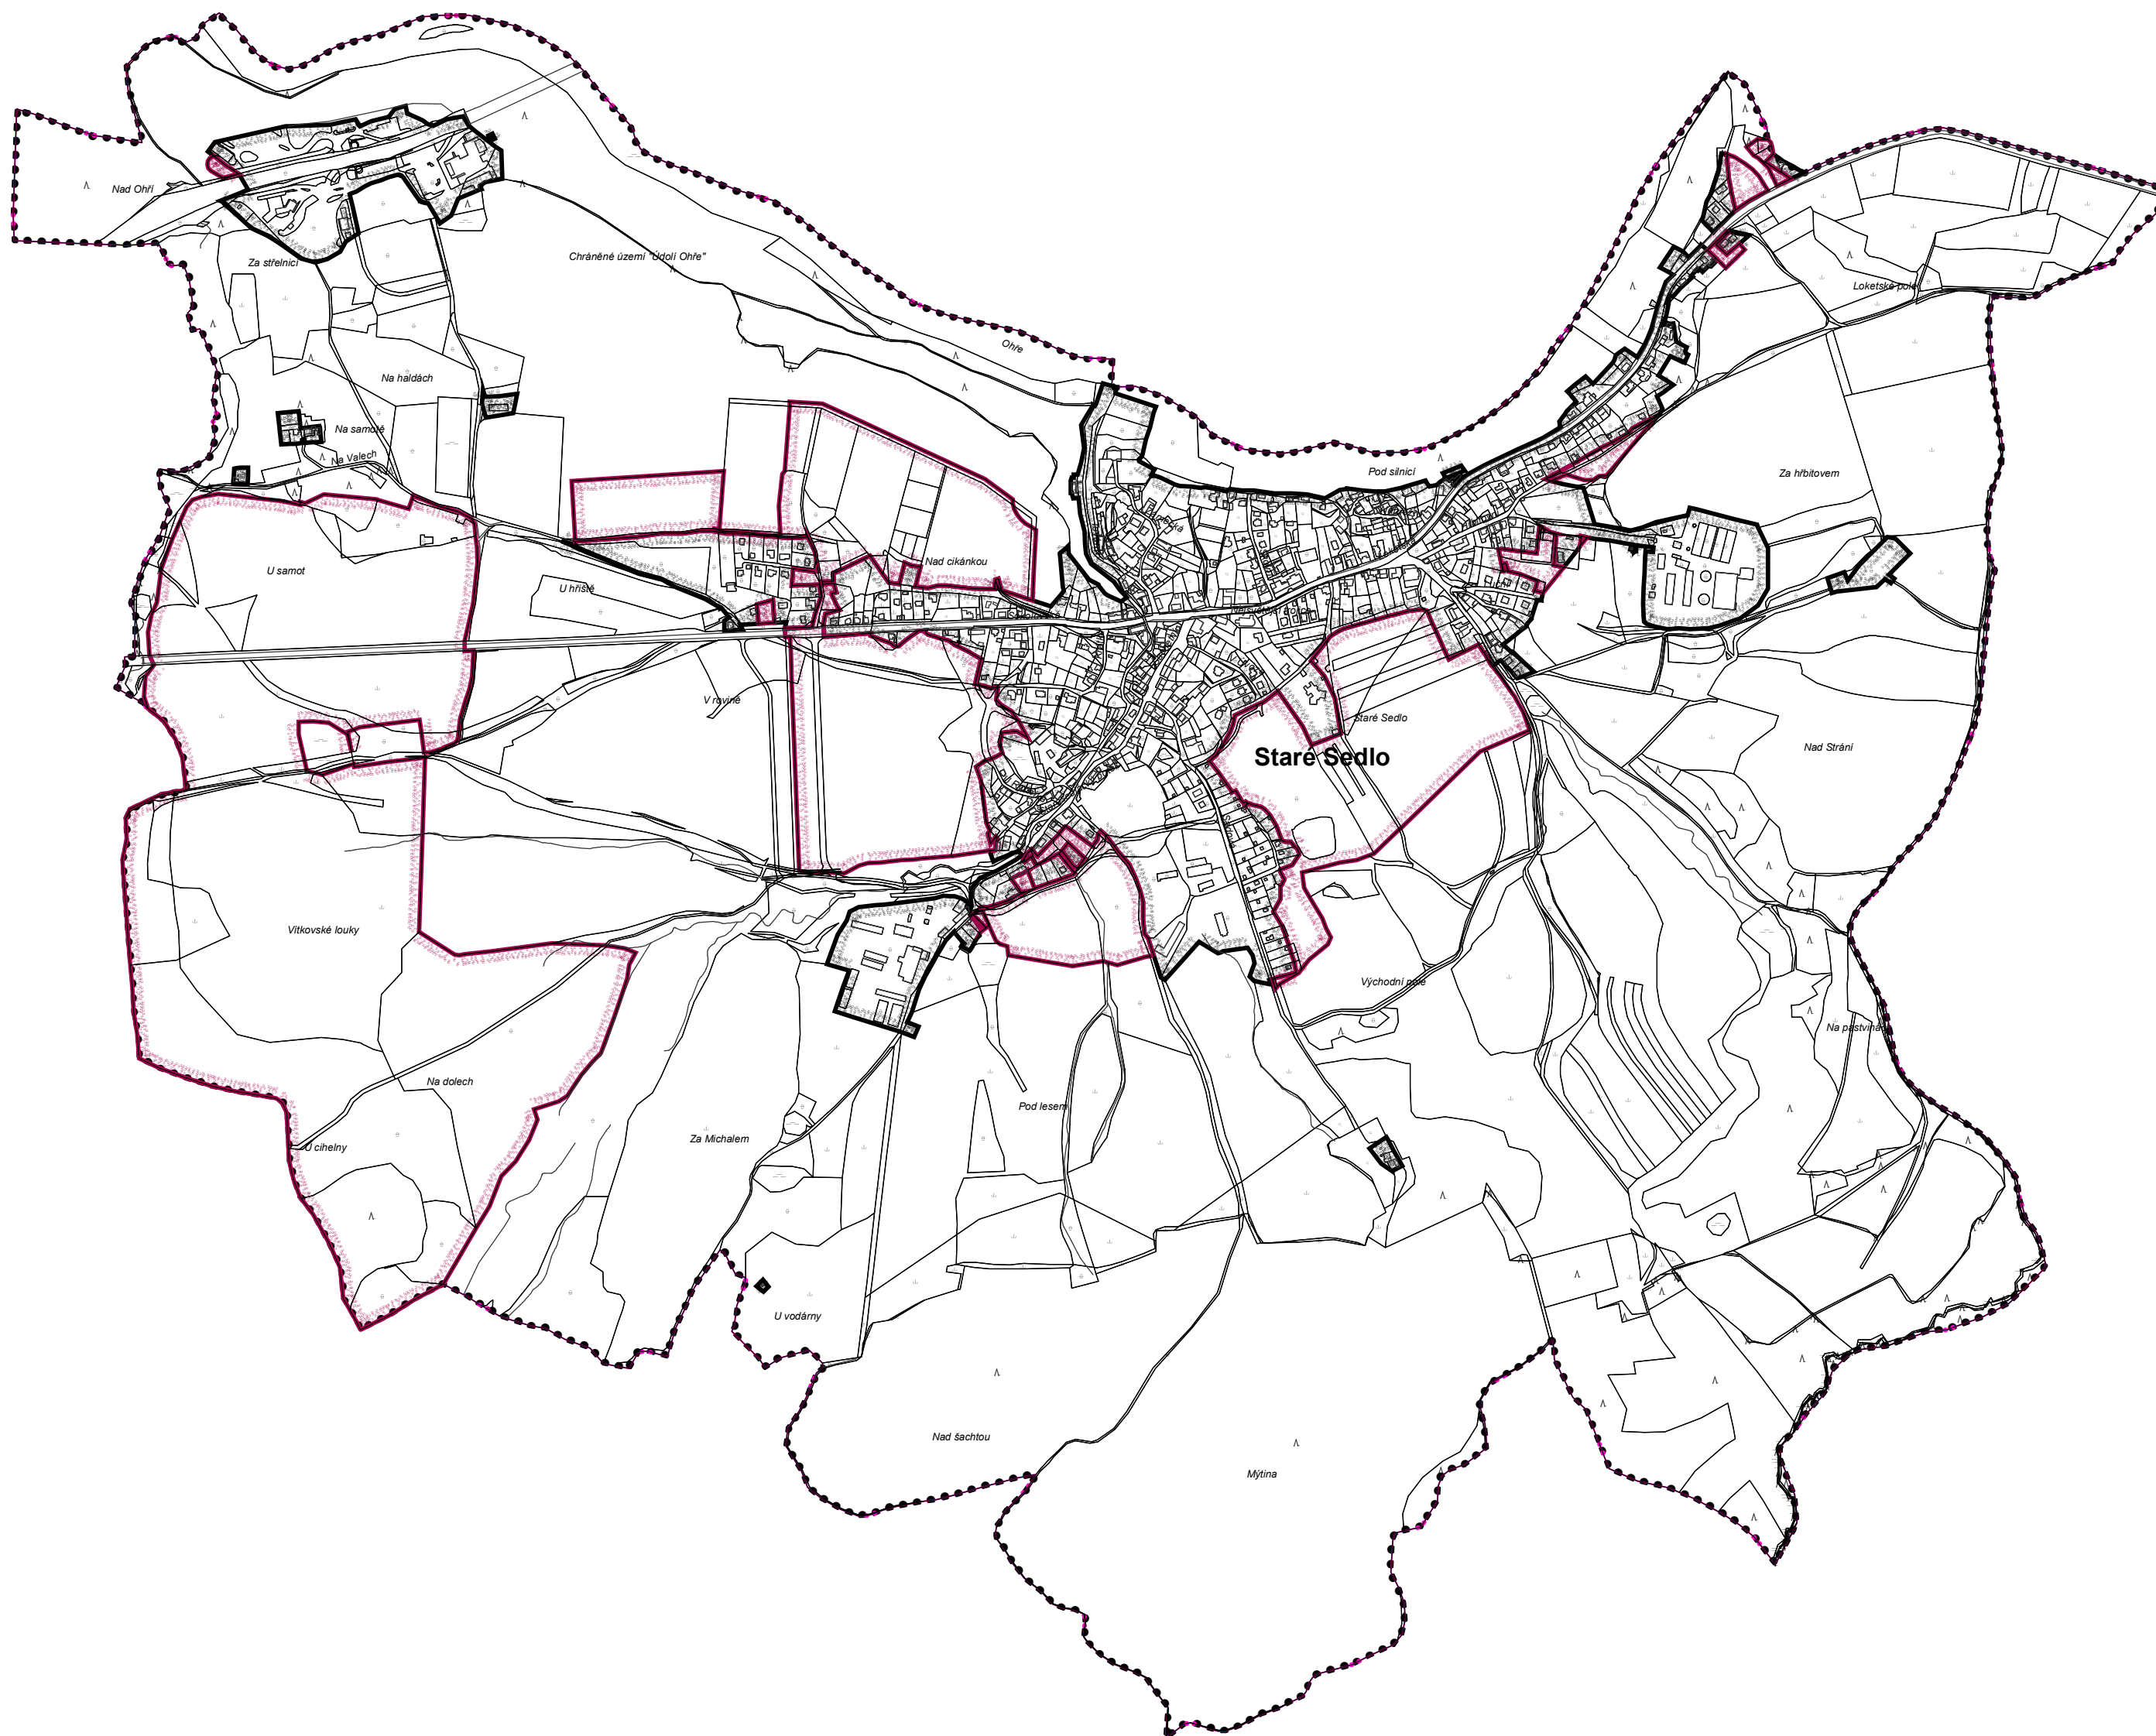 Nad Ohří
Za střelnicí
Chráněné území "Údolí Ohře"
Loketské pole
Ohře
Na haldách
Na samotě
Na Valech
Pod silnicí
Za hřbitovem
U samot
U hřiště
Nad cikánkou
V rovině
Staré Sedlo
Staré Sedlo
Nad Strání
Vítkovské louky
Východní pole
Na pastvinách
Na dolech
Pod lesem
Za Michalem
U cihelny
U vodárny
Nad šachtou
Mýtina